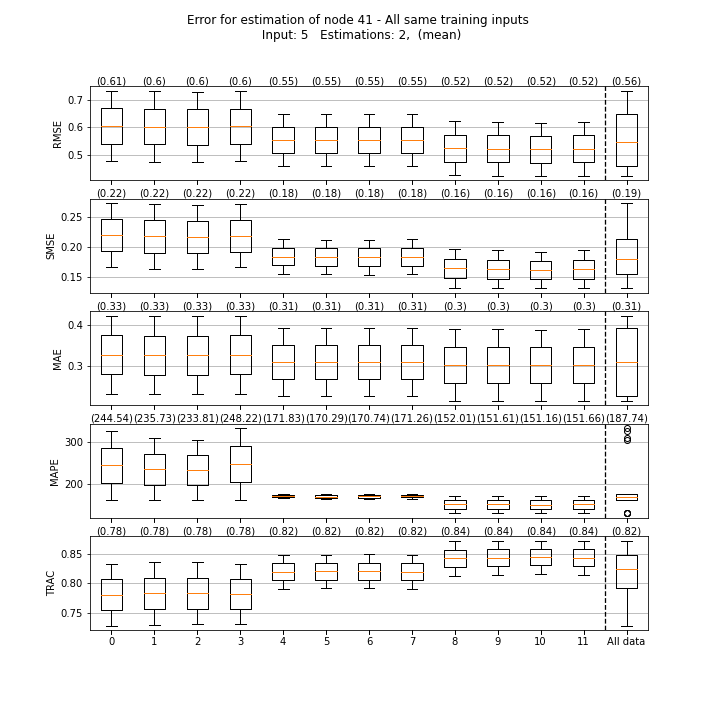 Error for estimation of node 41 - All same training inputs
Input: 5   Estimations: 2,  (mean)
(0.61) (0.6) (0.6) (0.6) (0.55) (0.55) (0.55) (0.55) (0.52) (0.52) (0.52) (0.52) (0.56)
0.7
0.6
0.5
RMSE
(0.22) (0.22) (0.22) (0.22) (0.18) (0.18) (0.18) (0.18) (0.16) (0.16) (0.16) (0.16) (0.19)
0.25
0.20
0.15
SMSE
(0.33) (0.33) (0.33) (0.33) (0.31) (0.31) (0.31) (0.31) (0.3) (0.3) (0.3) (0.3) (0.31)
0.4
0.3
MAE
(244.54) (235.73) (233.81) (248.22) (171.83) (170.29) (170.74) (171.26) (152.01) (151.61) (151.16) (151.66) (187.74)
300
200
MAPE
(0.78) (0.78) (0.78) (0.78) (0.82) (0.82) (0.82) (0.82) (0.84) (0.84) (0.84) (0.84) (0.82)
0.85
0.80
0.75
TRAC
0 1 2 3 4 5 6 7 8 9 10 11 All data